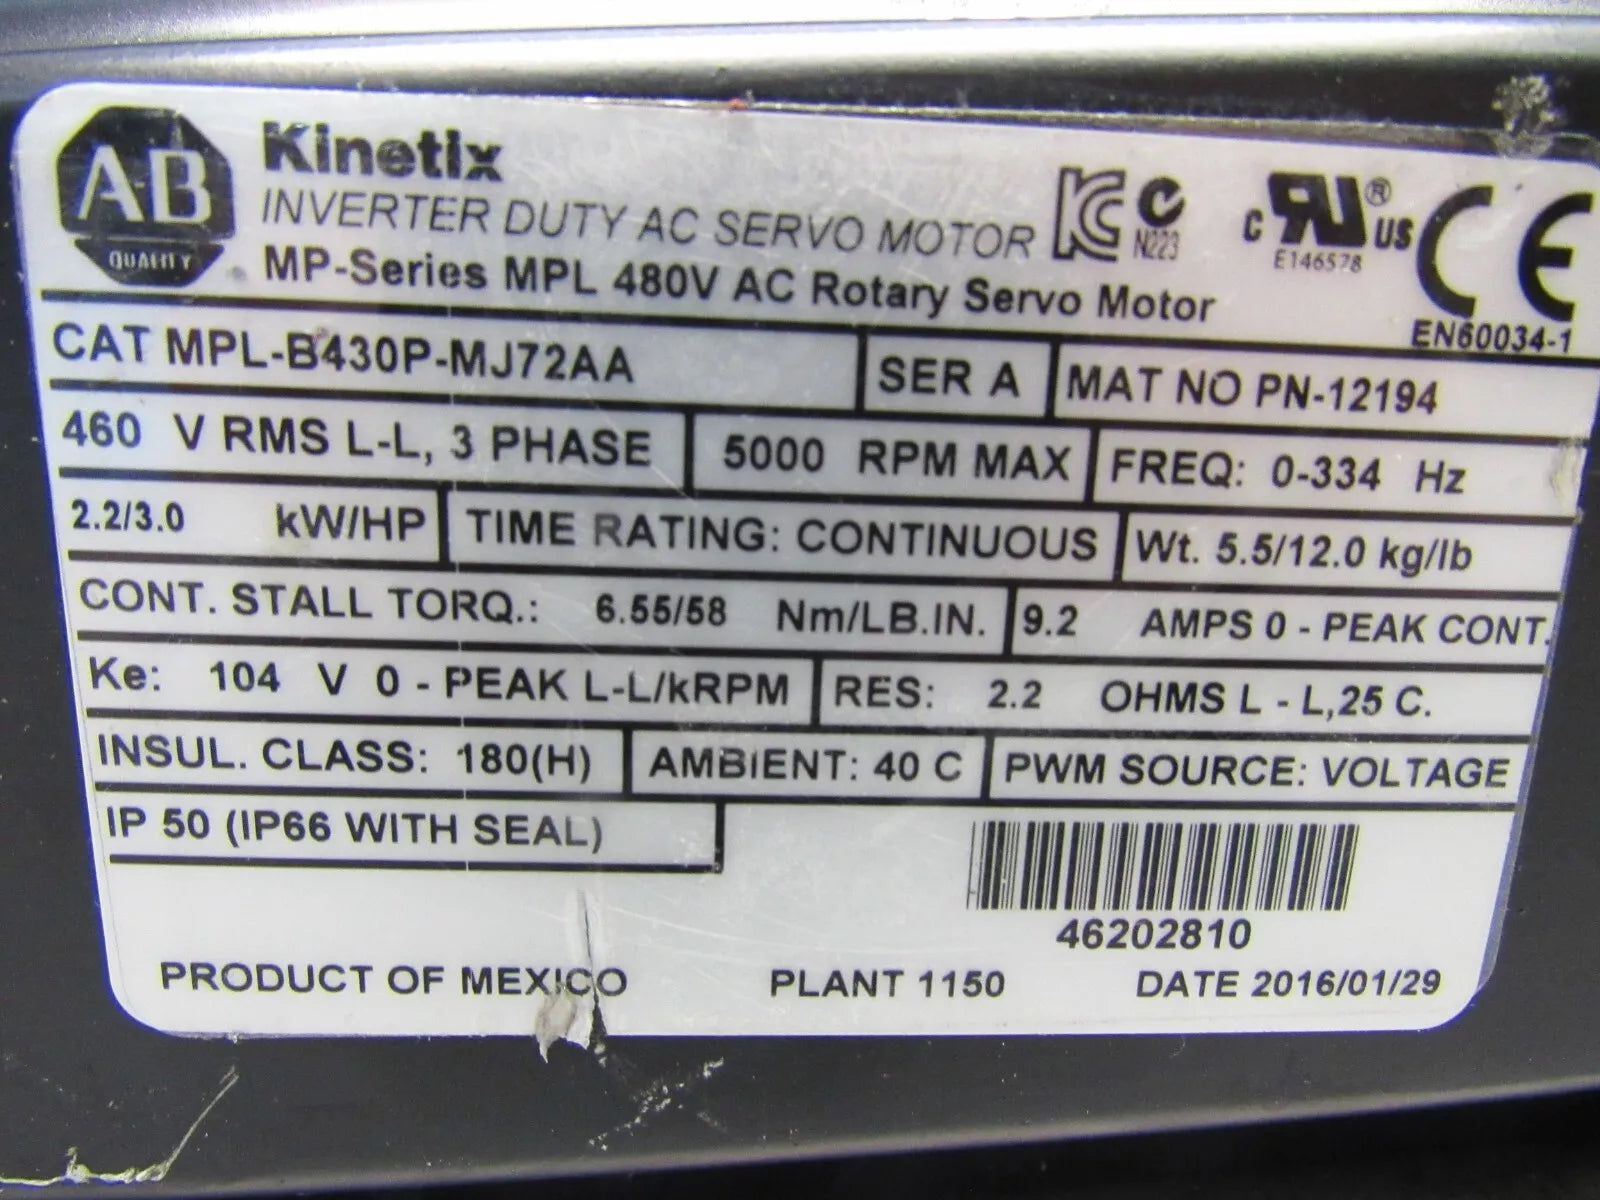 A-B
QUALITY
Kinetix
INVERTER DUTY AC SERVO MOTOR
MP-Series MPL 480V AC Rotary Servo Motor
KC
N223
C UR ® US
E146578
CE
EN60034-1
CAT MPL-B430P-MJ72AA SER A MAT NO PN-12194
460 V RMS L-L, 3 PHASE 5000 RPM MAX FREQ: 0-334 Hz
2.2/3.0 kW/HP TIME RATING: CONTINUOUS Wt. 5.5/12.0 kg/lb
CONT. STALL TORQ.: 6.55/58 Nm/LB.IN. 9.2 AMPS 0 - PEAK CONT.
Ke: 104 V 0 - PEAK L-L/kRPM RES: 2.2 OHMS L - L,25 C.
INSUL. CLASS: 180(H) AMBIENT: 40 C PWM SOURCE: VOLTAGE
IP 50 (IP66 WITH SEAL)
46202810
PRODUCT OF MEXICO PLANT 1150 DATE 2016/01/29